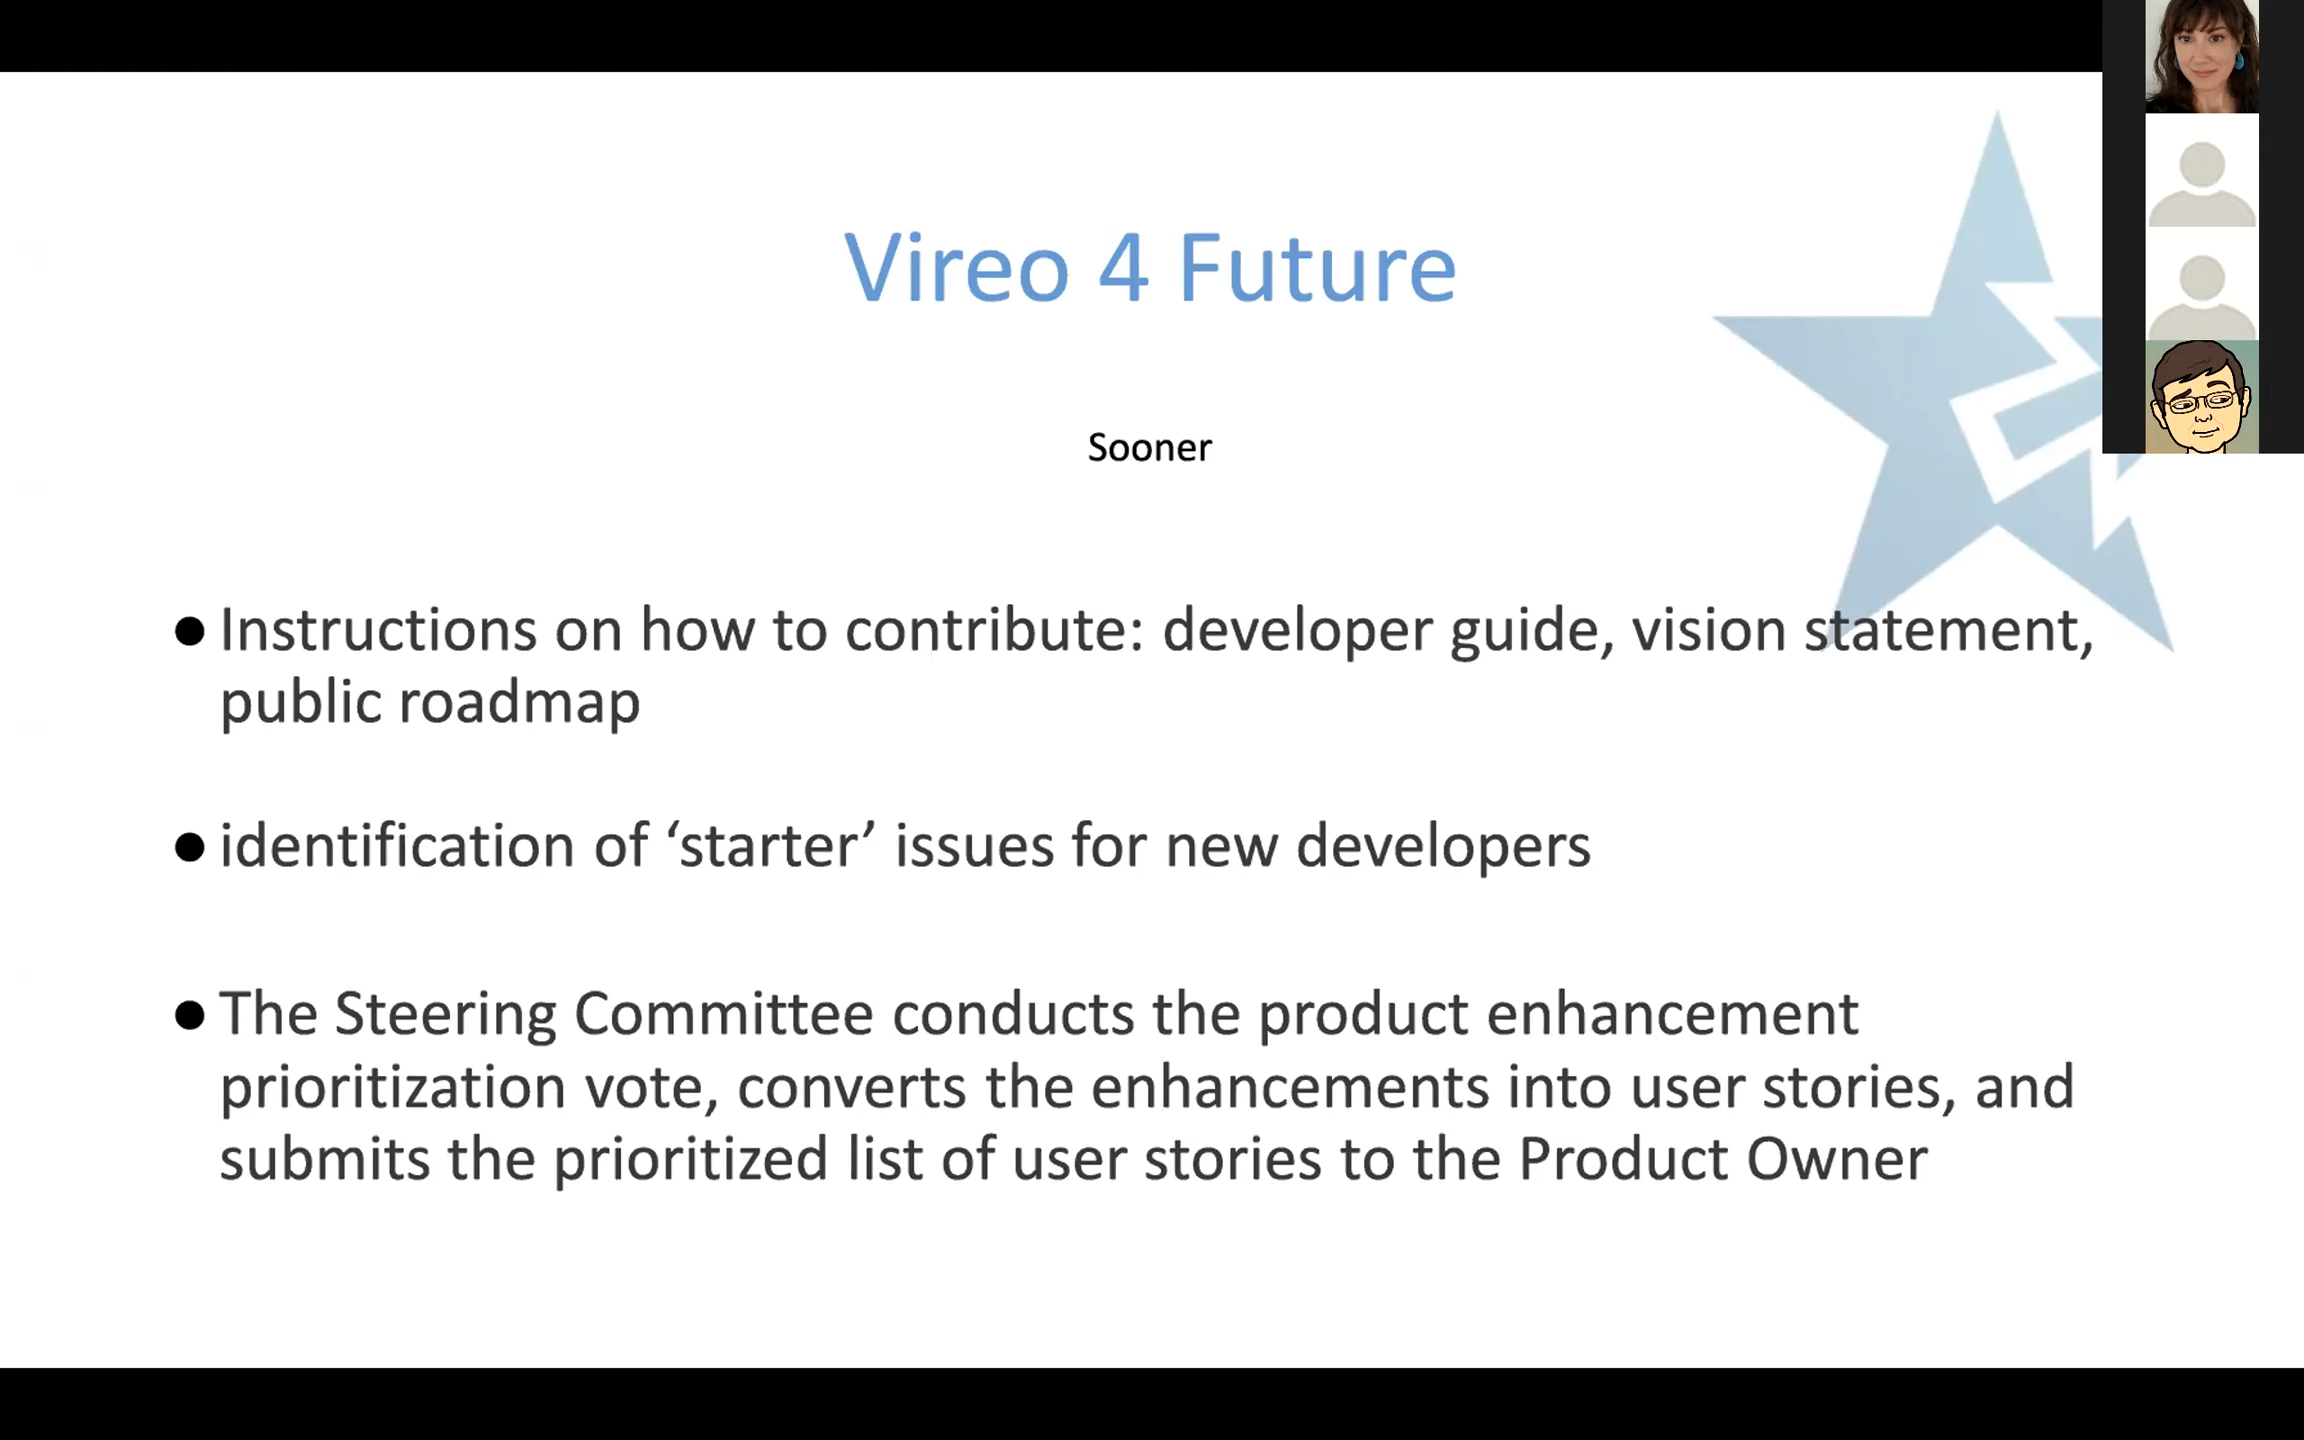 Vireo 4 Future
Sooner
● Instructions on how to contribute: developer guide, vision statement,
public roadmap
● identification of ‘starter’ issues for new developers
● The Steering Committee conducts the product enhancement
prioritization vote, converts the enhancements into user stories, and
submits the prioritized list of user stories to the Product Owner